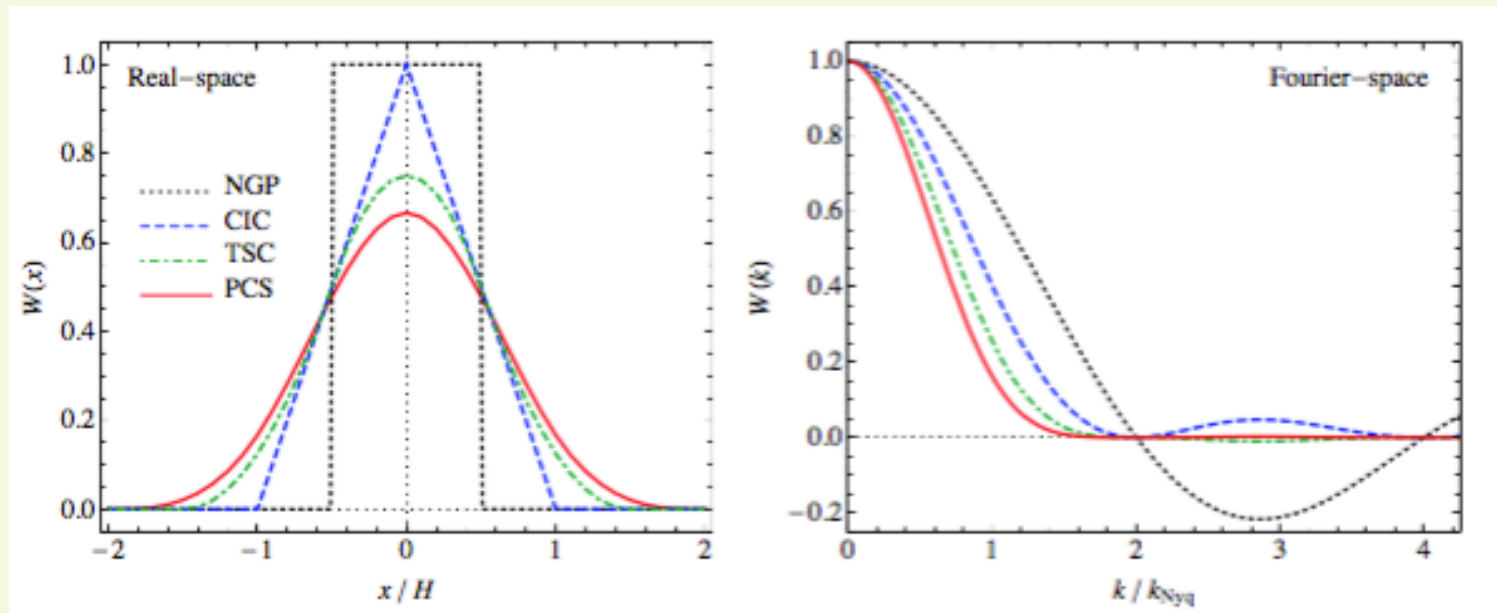 Real-space
NGP
CIC
TSC
PCS
W(x)
1.0
0.8
0.6
0.4
0.2
0.0
−2
−1
0
1
2
x / H
Fourier-space
W(k)
1.0
0.8
0.6
0.4
0.2
0.0
−0.2
0
1
2
3
4
k / kNyq